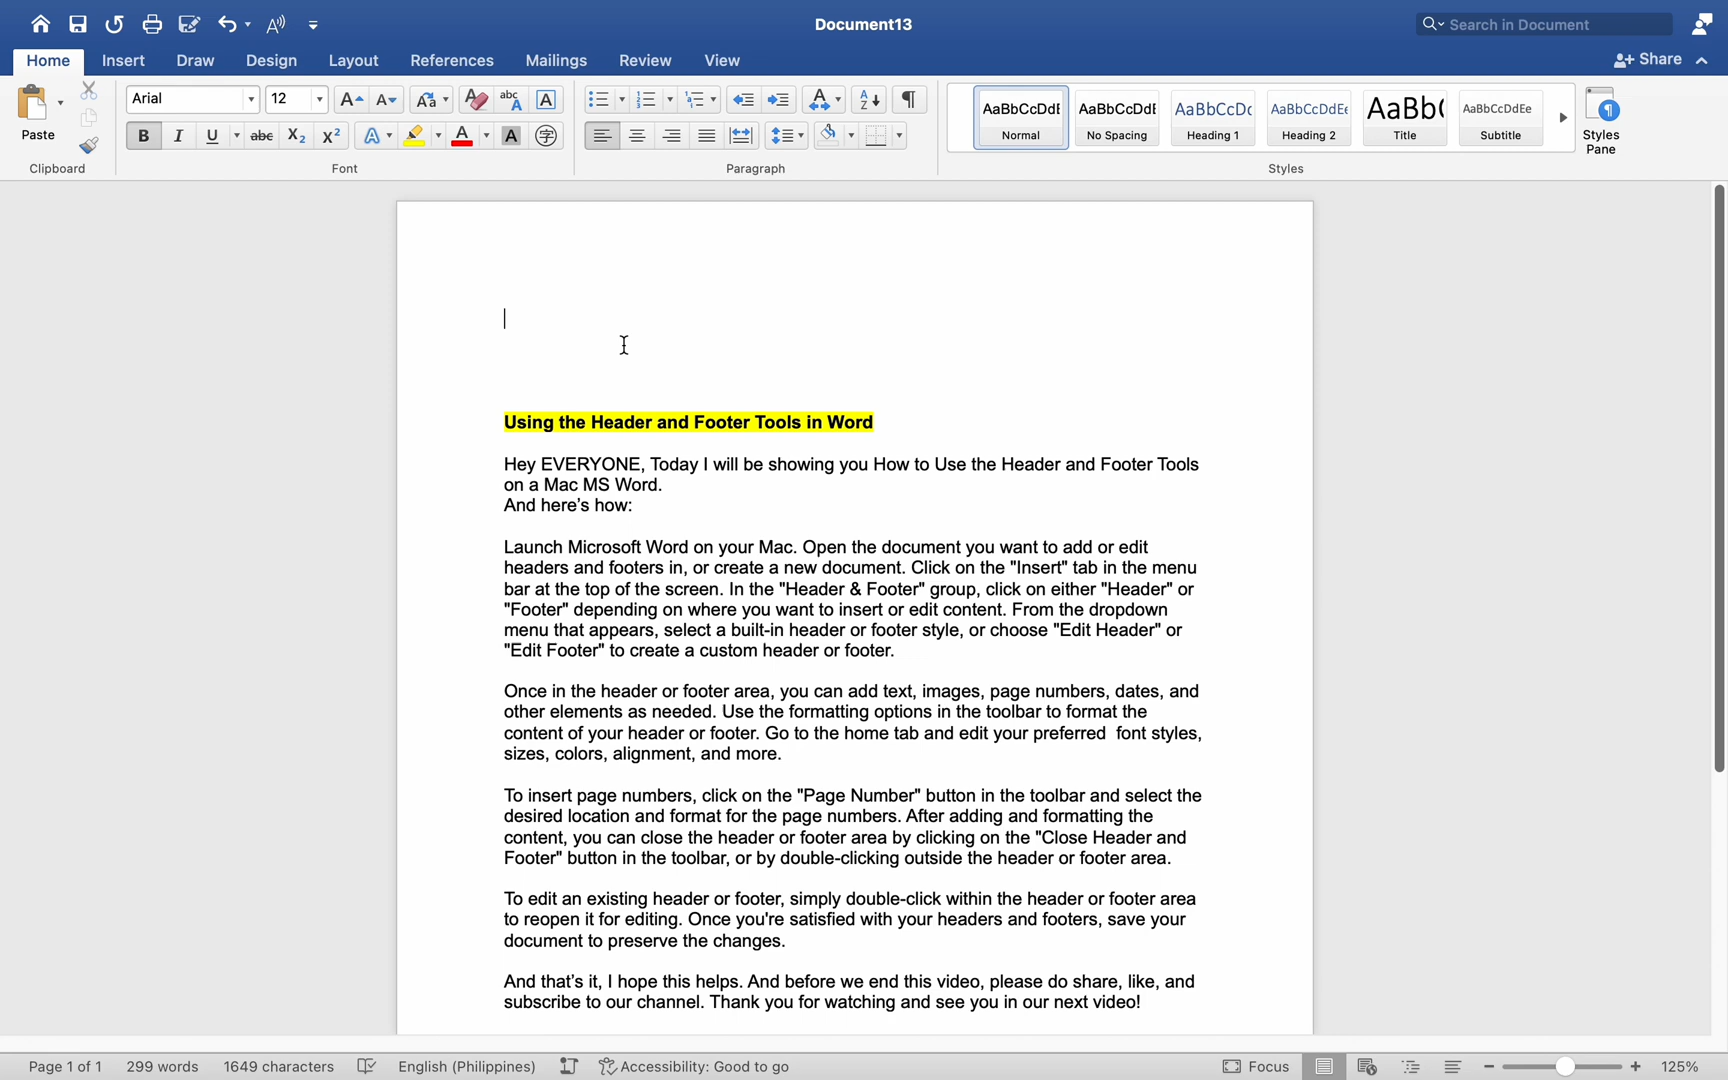 Document13
Search in Document
Home Insert Draw Design Layout References Mailings Review View
Share
Paste
Clipboard
Arial 12
Font
Paragraph
AaBbCcDdE AaBbCcDdE AaBbCcDc AaBbCcDdEe AaBb( AaBbCcDdEe
Normal No Spacing Heading 1 Heading 2 Title Subtitle
Styles
Styles
Pane
Using the Header and Footer Tools in Word
Hey EVERYONE, Today I will be showing you How to Use the Header and Footer Tools
on a Mac MS Word.
And here’s how:
Launch Microsoft Word on your Mac. Open the document you want to add or edit
headers and footers in, or create a new document. Click on the "Insert" tab in the menu
bar at the top of the screen. In the "Header & Footer" group, click on either "Header" or
"Footer" depending on where you want to insert or edit content. From the dropdown
menu that appears, select a built-in header or footer style, or choose "Edit Header" or
"Edit Footer" to create a custom header or footer.
Once in the header or footer area, you can add text, images, page numbers, dates, and
other elements as needed. Use the formatting options in the toolbar to format the
content of your header or footer. Go to the home tab and edit your preferred  font styles,
sizes, colors, alignment, and more.
To insert page numbers, click on the "Page Number" button in the toolbar and select the
desired location and format for the page numbers. After adding and formatting the
content, you can close the header or footer area by clicking on the "Close Header and
Footer" button in the toolbar, or by double-clicking outside the header or footer area.
To edit an existing header or footer, simply double-click within the header or footer area
to reopen it for editing. Once you're satisfied with your headers and footers, save your
document to preserve the changes.
And that’s it, I hope this helps. And before we end this video, please do share, like, and
subscribe to our channel. Thank you for watching and see you in our next video!
Page 1 of 1 299 words 1649 characters English (Philippines) Accessibility: Good to go Focus 125%